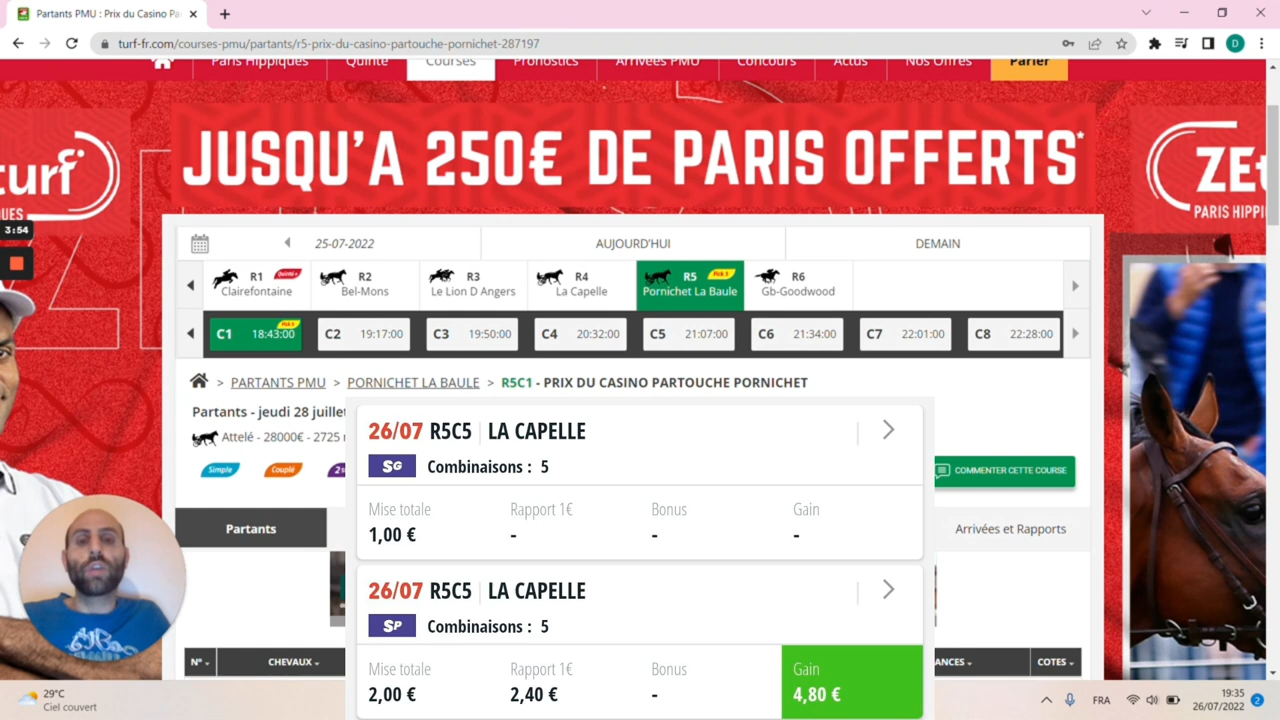 Partants PMU : Prix du Casino Pa
turf-fr.com/courses-pmu/partants/r5-prix-du-casino-partouche-pornichet-287197
D
Paris Hippiques
Quinté
Courses
Pronostics
Arrivées PMU
Concours
Actus
Nos Offres
Parier
JUSQU'A 250€ DE PARIS OFFERTS*
turf
QUES
ZEt
PARIS HIPPI
3:54
25-07-2022
AUJOURD'HUI
DEMAIN
R1 Quinté+
Clairefontaine
R2
Bel-Mons
R3
Le Lion D Angers
R4
La Capelle
R5 Pick 5
Pornichet La Baule
R6
Gb-Goodwood
C1 18:43:00 Pick 5
C2 19:17:00
C3 19:50:00
C4 20:32:00
C5 21:07:00
C6 21:34:00
C7 22:01:00
C8 22:28:00
> PARTANTS PMU > PORNICHET LA BAULE > R5C1 - PRIX DU CASINO PARTOUCHE PORNICHET
Partants - jeudi 28 juille
Attelé - 28000€ - 2725
Simple
Couplé
COMMENTER CETTE COURSE
Partants
Arrivées et Rapports
26/07 R5C5 LA CAPELLE
SG Combinaisons : 5
Mise totale
Rapport 1€
Bonus
Gain
1,00 €
-
-
-
26/07 R5C5 LA CAPELLE
SP Combinaisons : 5
Mise totale
Rapport 1€
Bonus
Gain
2,00 €
2,40 €
-
4,80 €
N°
CHEVAUX
ANCES
COTES
29°C
Ciel couvert
FRA
19:35
26/07/2022
2